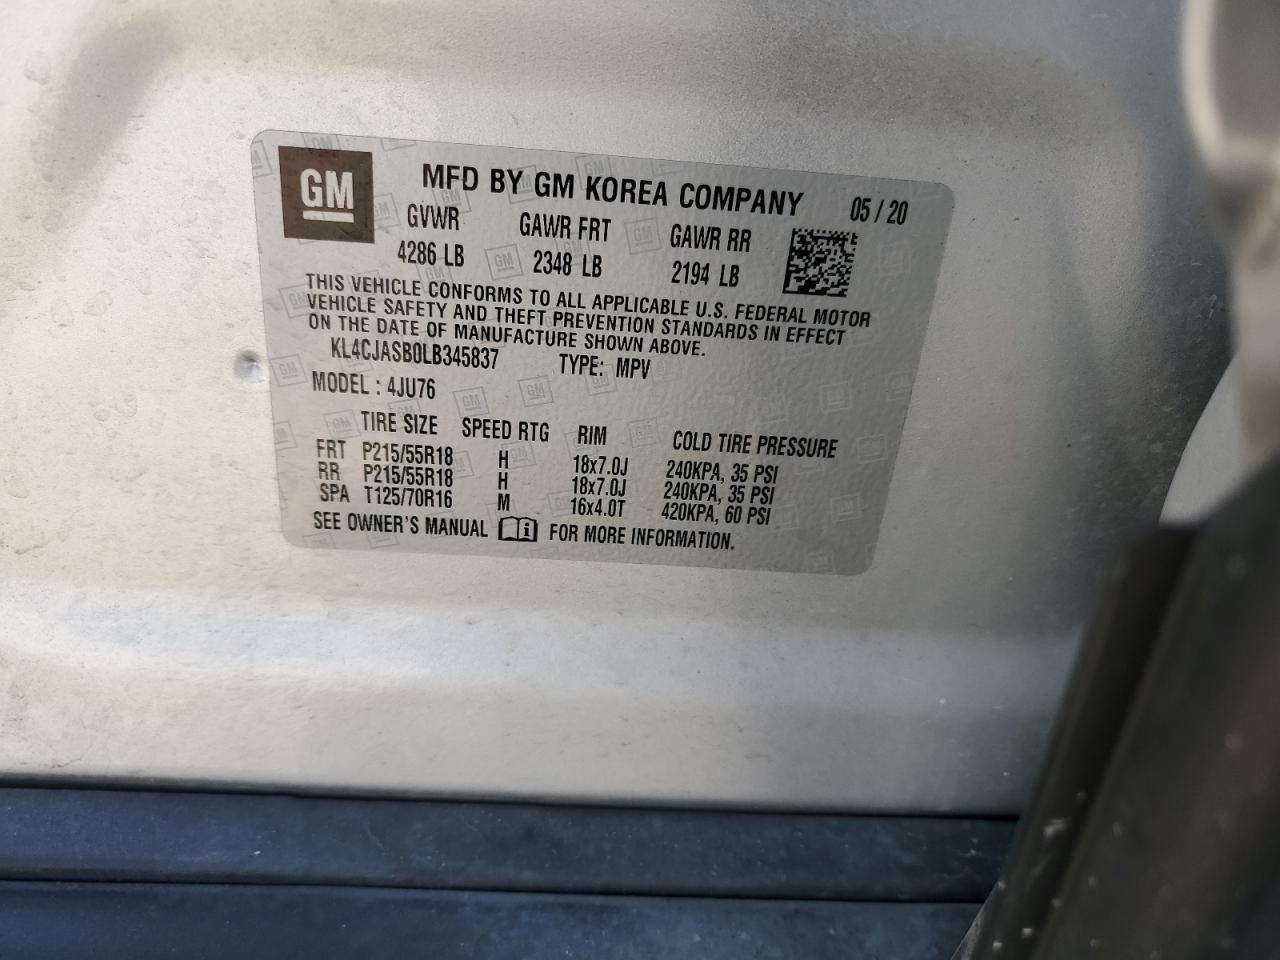 GM
MFD BY GM KOREA COMPANY 05/20
GVWR GAWR FRT GAWR RR
4286 LB 2348 LB 2194 LB
THIS VEHICLE CONFORMS TO ALL APPLICABLE U.S. FEDERAL MOTOR
VEHICLE SAFETY AND THEFT PREVENTION STANDARDS IN EFFECT
ON THE DATE OF MANUFACTURE SHOWN ABOVE.
KL4CJASB0LB345837 TYPE: MPV
MODEL : 4JU76
TIRE SIZE SPEED RTG RIM COLD TIRE PRESSURE
FRT P215/55R18 H 18x7.0J 240KPA, 35 PSI
RR P215/55R18 H 18x7.0J 240KPA, 35 PSI
SPA T125/70R16 M 16x4.0T 420KPA, 60 PSI
SEE OWNER'S MANUAL i FOR MORE INFORMATION.